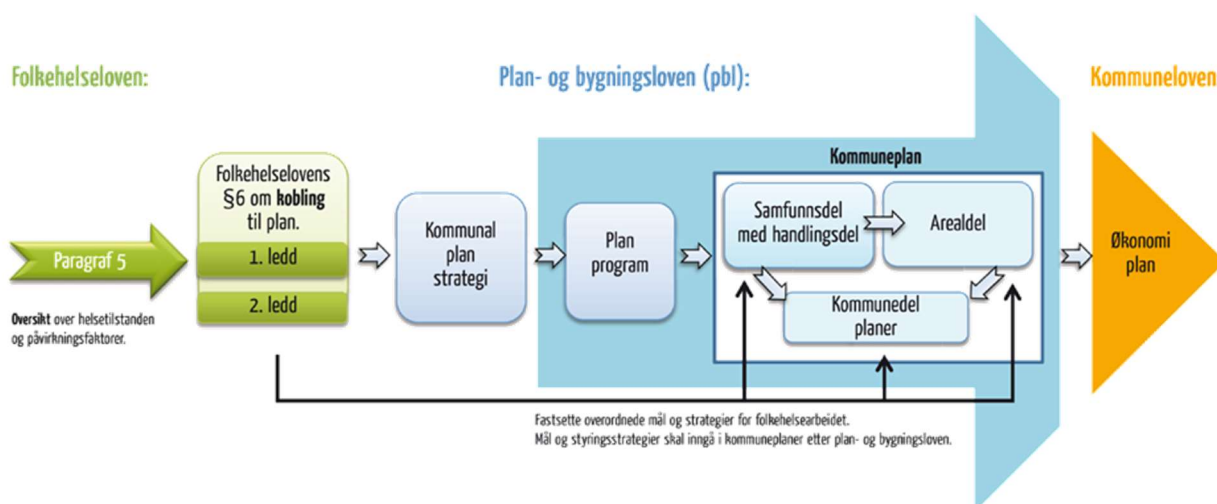 Folkehelseloven:
Plan- og bygningsloven (pbl):
Kommuneloven
Paragraf 5
Oversikt over helsetilstanden
og påvirkningsfaktorer.
Folkehelselovens
§6 om kobling
til plan.
1. ledd
2. ledd
Kommunal
plan
strategi
Plan
program
Kommuneplan
Samfunnsdel
med handlingsdel
Arealdel
Kommunedel
planer
Økonomi
plan
Fastsette overordnede mål og strategier for folkehelsearbeidet.
Mål og styringsstrategier skal inngå i kommuneplaner etter plan- og bygningsloven.